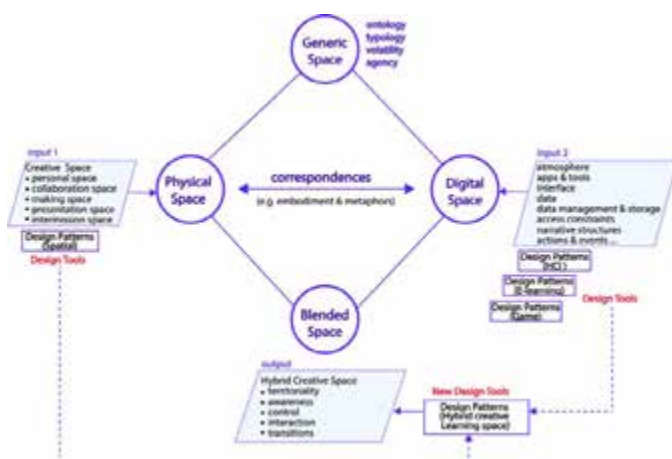 Generic
Space
ontology
typology
volatility
agency
input 1
Creative Space
• personal space
• collaboration space
• making space
• presentation space
• intermission space
Design Patterns
(Spatial)
Design Tools
Physical
Space
correspondences
(e.g. embodiment & metaphors)
Digital
Space
input 2
atmosphere
apps & tools
interface
data
data management & storage
access constraints
narrative structures
actions & events ...
Design Patterns
(HCI)
Design Patterns
(E-learning)
Design Patterns
(Game)
Design Tools
Blended
Space
output
Hybrid Creative Space
• territoriality
• awareness
• control
• interaction
• transitions
New Design Tools
Design Patterns
(Hybrid creative
Learning space)